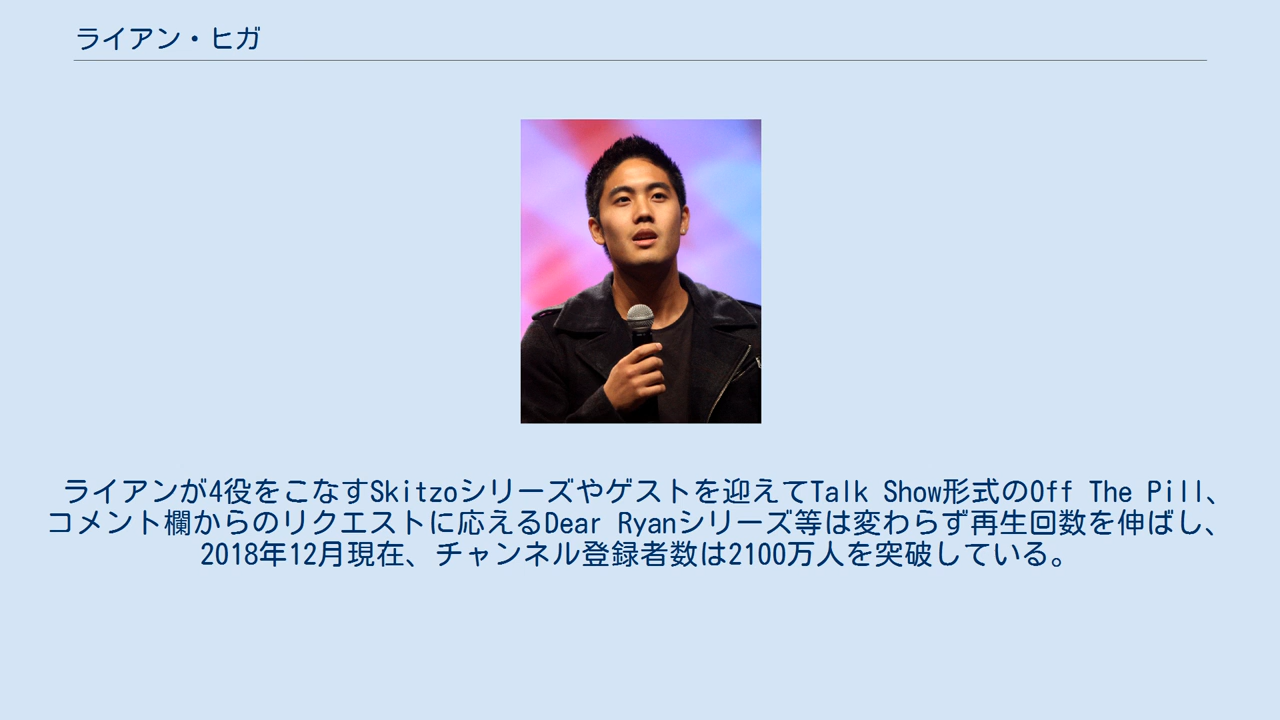 ライアン・ヒガ
ライアンが4役をこなすSkitzoシリーズやゲストを迎えてTalk Show形式のOff The Pill、
コメント欄からのリクエストに応えるDear Ryanシリーズ等は変わらず再生回数を伸ばし、
2018年12月現在、チャンネル登録者数は2100万人を突破している。